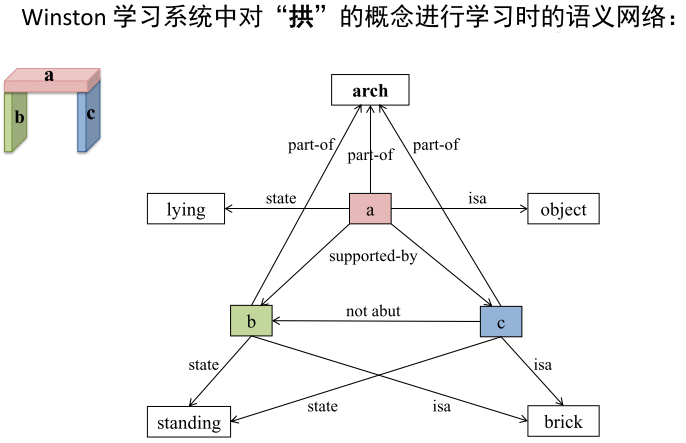 Winston 学习系统中对“拱”的概念进行学习时的语义网络：
a
b
c
arch
part-of
part-of
part-of
lying
state
a
isa
object
supported-by
b
not abut
c
state
isa
standing
state
isa
brick